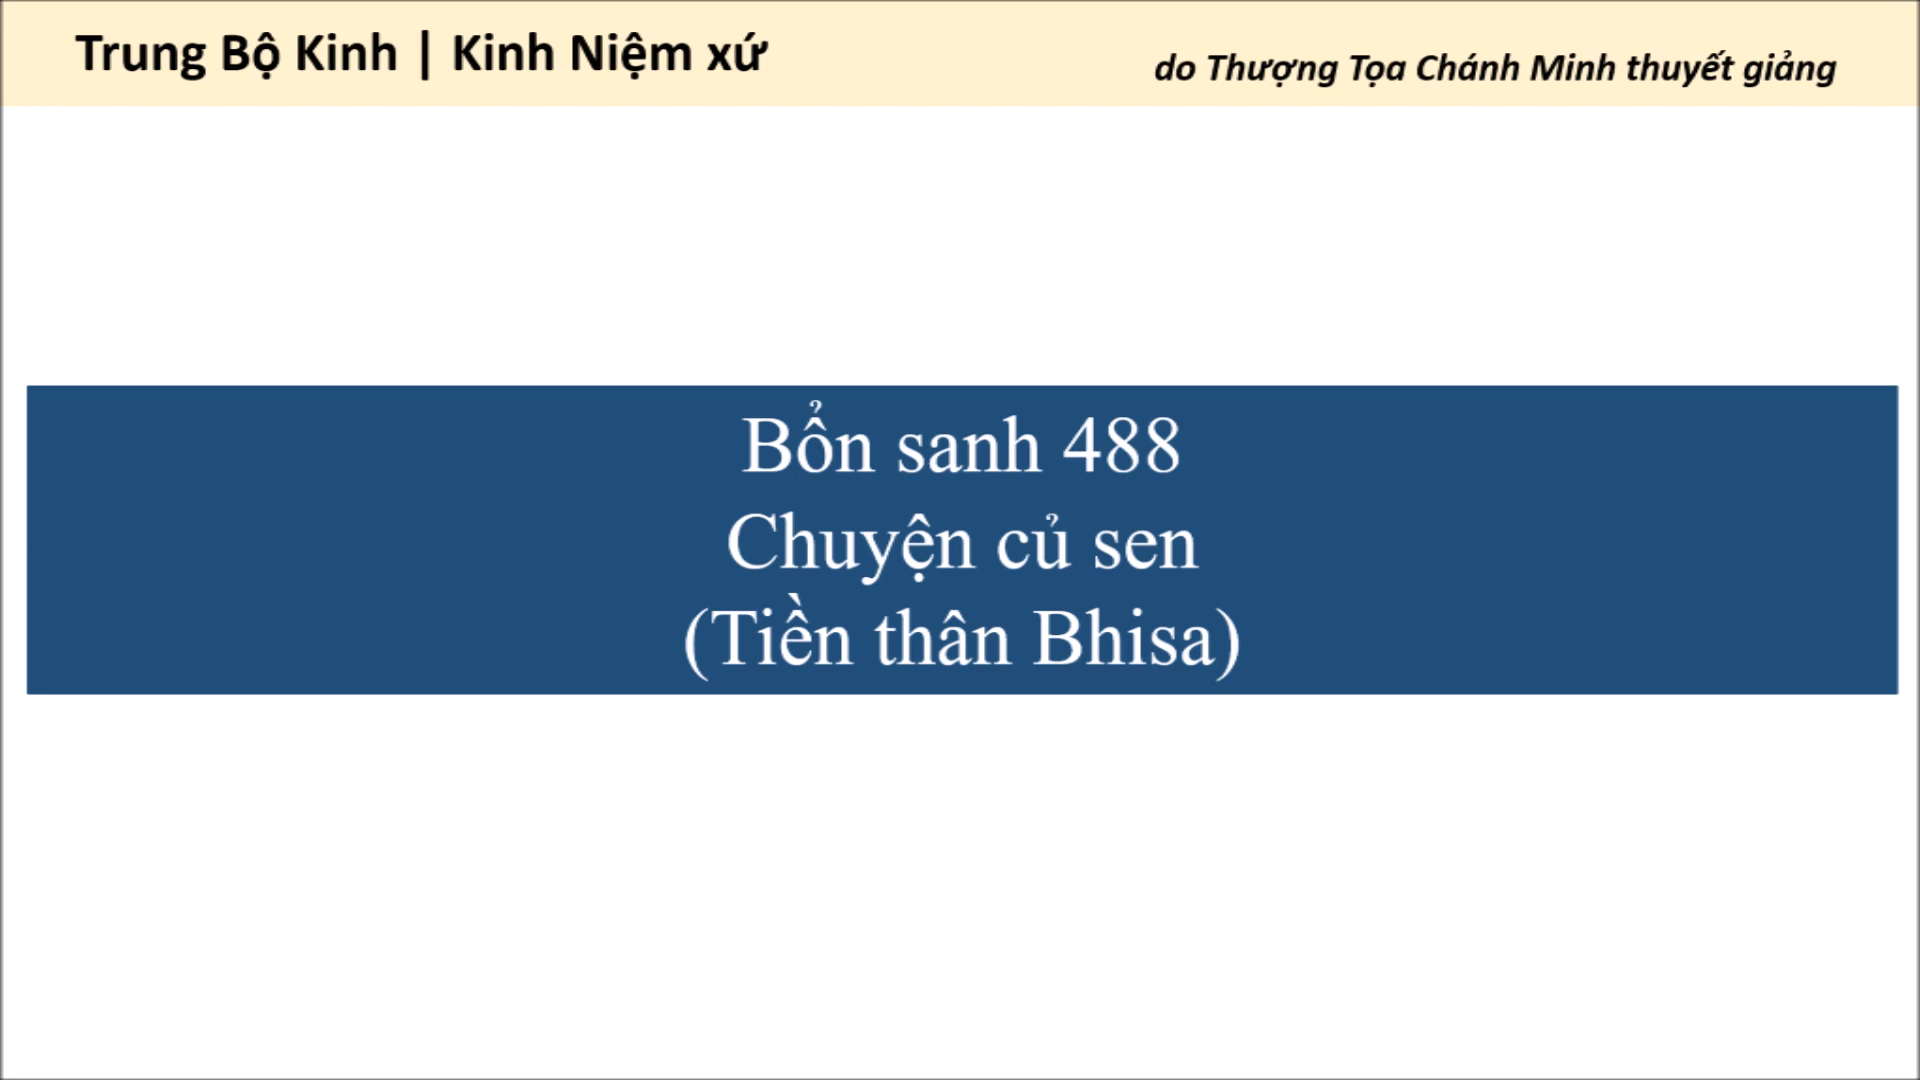 Trung Bộ Kinh | Kinh Niệm xứ
do Thượng Tọa Chánh Minh thuyết giảng
Bổn sanh 488
Chuyện củ sen
(Tiền thân Bhisa)